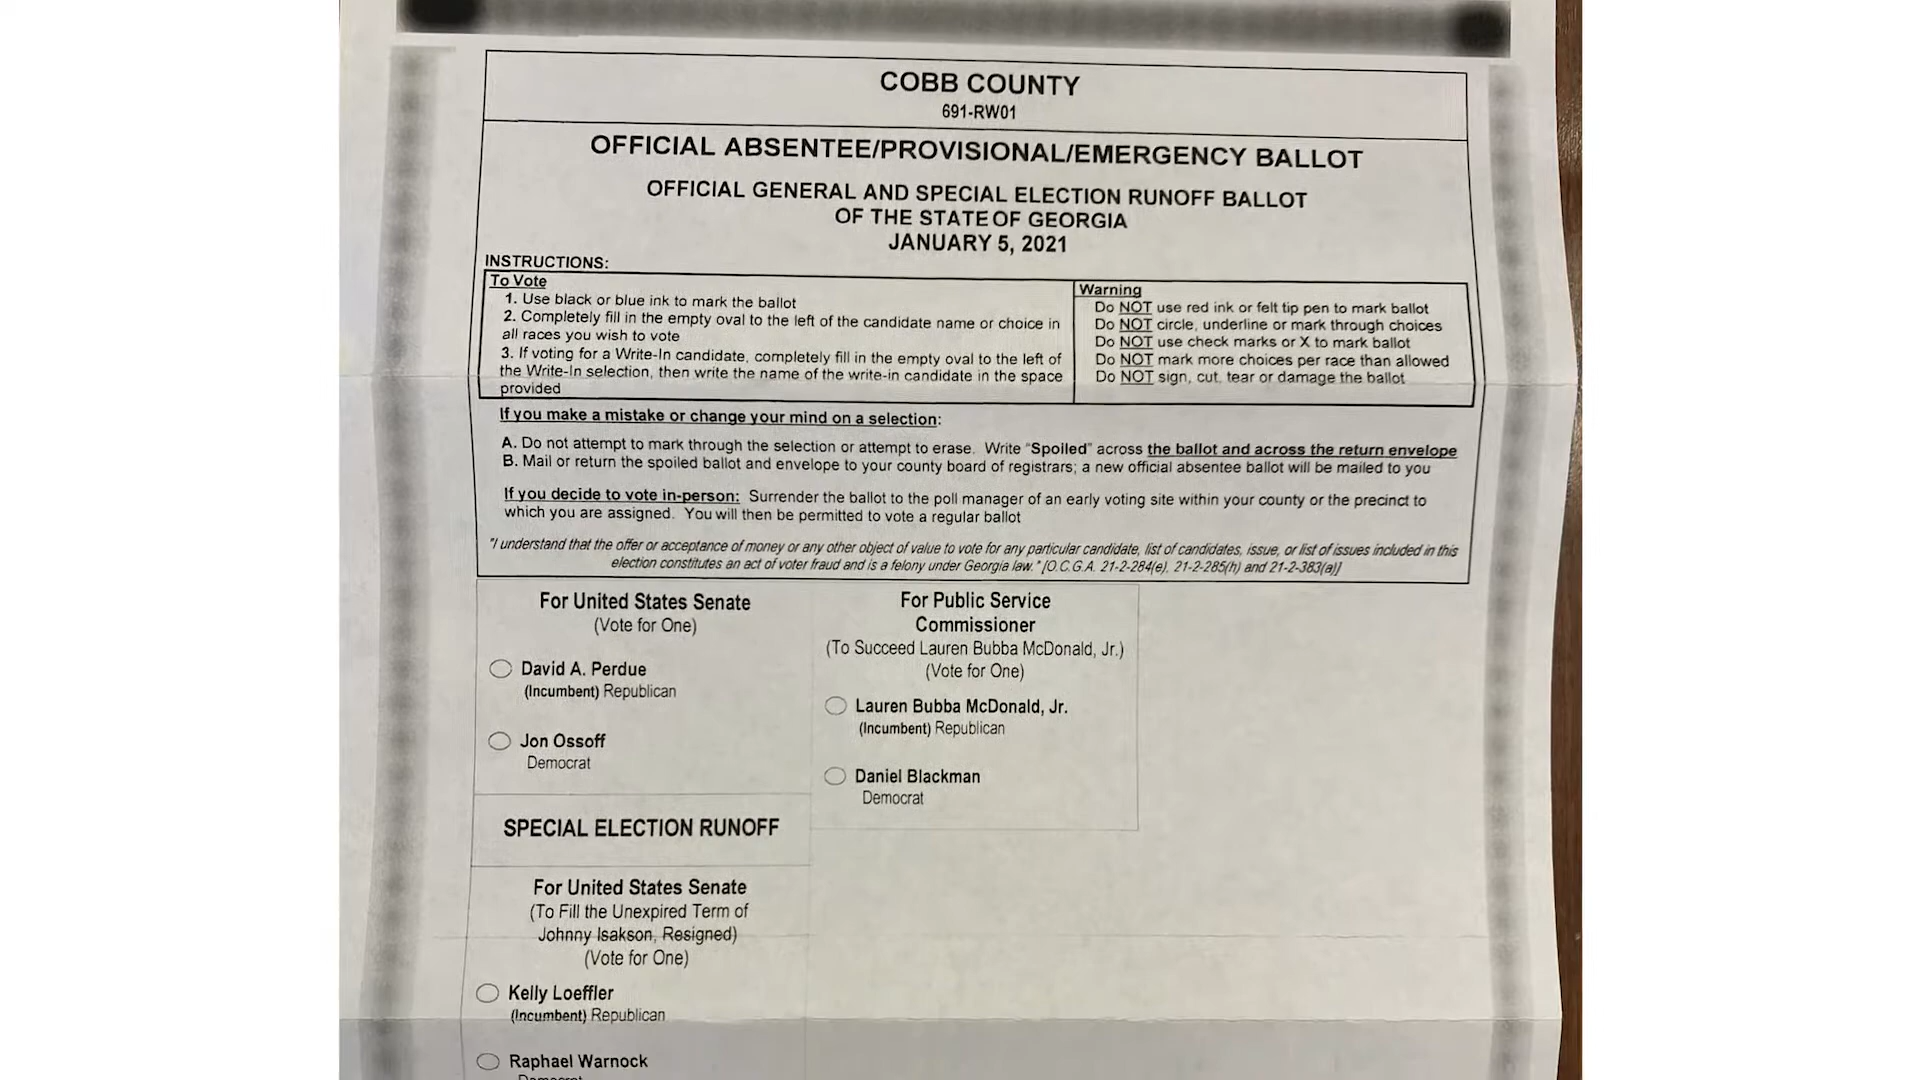 COBB COUNTY
691-RW01
OFFICIAL ABSENTEE/PROVISIONAL/EMERGENCY BALLOT
OFFICIAL GENERAL AND SPECIAL ELECTION RUNOFF BALLOT
OF THE STATE OF GEORGIA
JANUARY 5, 2021
INSTRUCTIONS:
To Vote
1. Use black or blue ink to mark the ballot
2. Completely fill in the empty oval to the left of the candidate name or choice in
all races you wish to vote
3. If voting for a Write-In candidate, completely fill in the empty oval to the left of
the Write-In selection, then write the name of the write-in candidate in the space
provided
Warning
Do NOT use red ink or felt tip pen to mark ballot
Do NOT circle, underline or mark through choices
Do NOT use check marks or X to mark ballot
Do NOT mark more choices per race than allowed
Do NOT sign, cut, tear or damage the ballot
If you make a mistake or change your mind on a selection:
A. Do not attempt to mark through the selection or attempt to erase. Write "Spoiled" across the ballot and across the return envelope
B. Mail or return the spoiled ballot and envelope to your county board of registrars; a new official absentee ballot will be mailed to you
If you decide to vote in-person: Surrender the ballot to the poll manager of an early voting site within your county or the precinct to
which you are assigned. You will then be permitted to vote a regular ballot
"I understand that the offer or acceptance of money or any other object of value to vote for any particular candidate, list of candidates, issue, or list of issues included in this
election constitutes an act of voter fraud and is a felony under Georgia law." [O.C.G.A. 21-2-284(e), 21-2-285(h) and 21-2-383(a)]
For United States Senate
(Vote for One)
David A. Perdue
(Incumbent) Republican
Jon Ossoff
Democrat
SPECIAL ELECTION RUNOFF
For United States Senate
(To Fill the Unexpired Term of
Johnny Isakson, Resigned)
(Vote for One)
Kelly Loeffler
(Incumbent) Republican
Raphael Warnock
Democrat
For Public Service
Commissioner
(To Succeed Lauren Bubba McDonald, Jr.)
(Vote for One)
Lauren Bubba McDonald, Jr.
(Incumbent) Republican
Daniel Blackman
Democrat